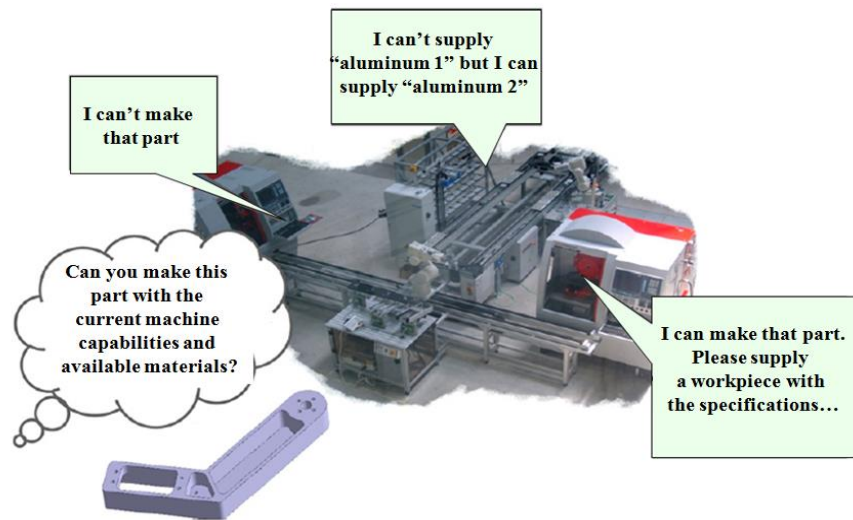 I can’t supply
“aluminum 1” but I can
supply “aluminum 2”
I can’t make
that part
Can you make this
part with the
current machine
capabilities and
available materials?
I can make that part.
Please supply
a workpiece with
the specifications…